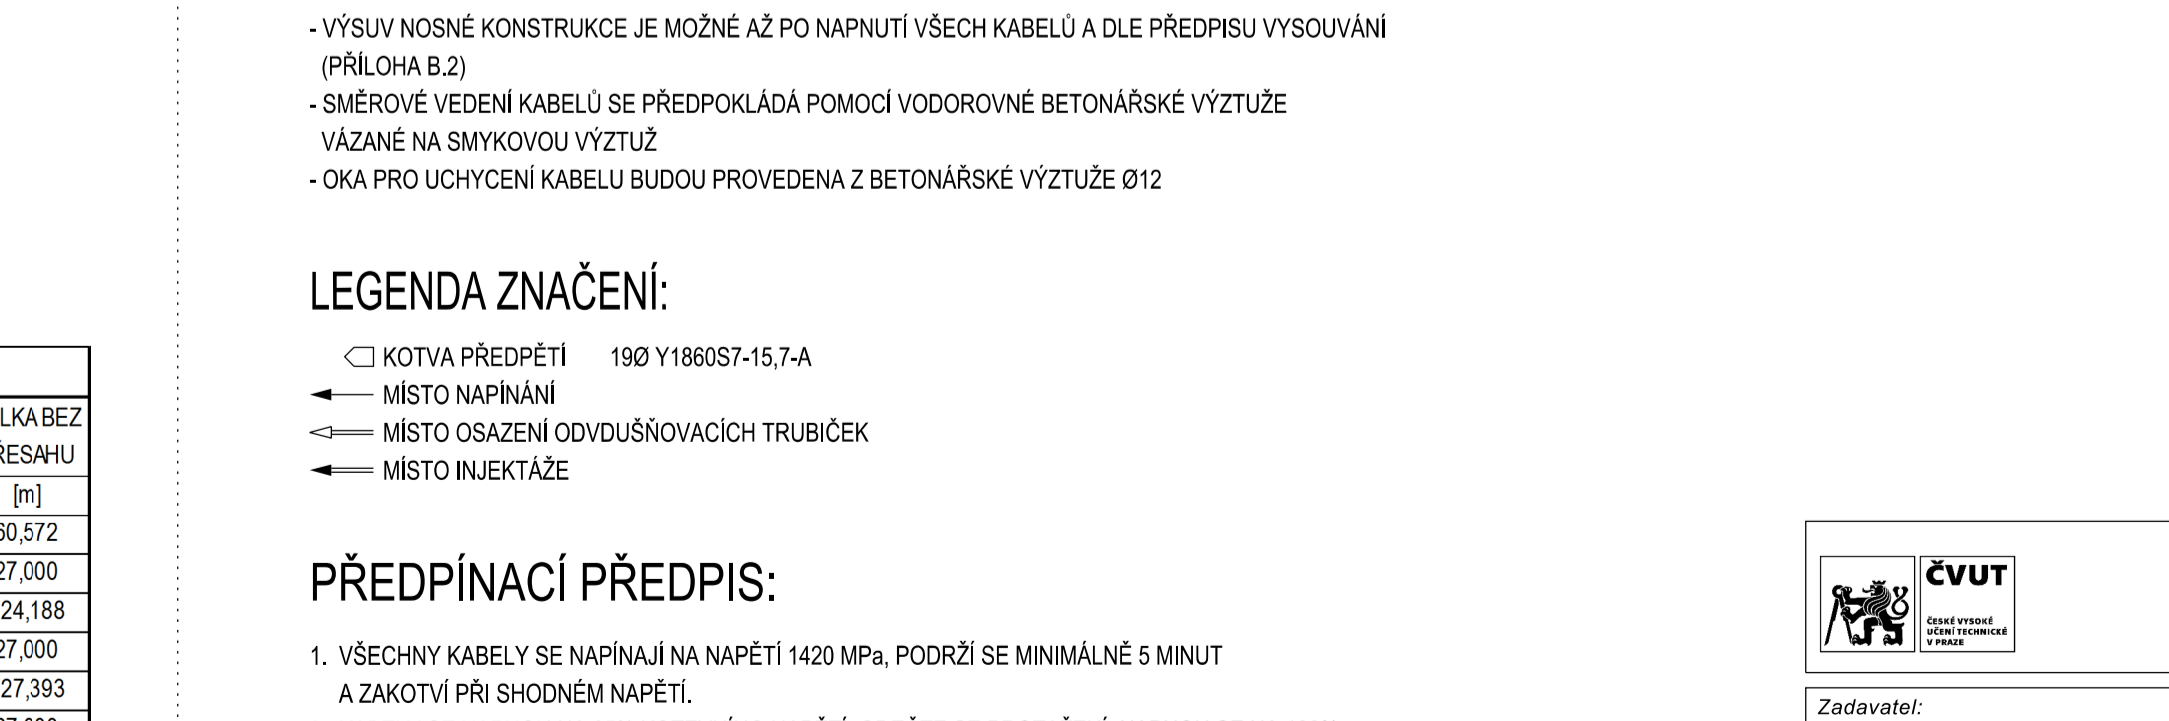 - VÝSUV NOSNÉ KONSTRUKCE JE MOŽNÉ AŽ PO NAPNUTÍ VŠECH KABELŮ A DLE PŘEDPISU VYSOUVÁNÍ
(PŘÍLOHA B.2)
- SMĚROVÉ VEDENÍ KABELŮ SE PŘEDPOKLÁDÁ POMOCÍ VODOROVNÉ BETONÁŘSKÉ VÝZTUŽE
VÁZANÉ NA SMYKOVOU VÝZTUŽ
- OKA PRO UCHYCENÍ KABELU BUDOU PROVEDENA Z BETONÁŘSKÉ VÝZTUŽE Ø12
LEGENDA ZNAČENÍ:
KOTVA PŘEDPĚTÍ 19Ø Y1860S7-15,7-A
MÍSTO NAPÍNÁNÍ
MÍSTO OSAZENÍ ODVDUŠŇOVACÍCH TRUBIČEK
MÍSTO INJEKTÁŽE
LKA BEZ
ŘESAHU
[m]
60,572
27,000
24,188
27,000
27,393
PŘEDPÍNACÍ PŘEDPIS:
1. VŠECHNY KABELY SE NAPÍNAJÍ NA NAPĚTÍ 1420 MPa, PODRŽÍ SE MINIMÁLNĚ 5 MINUT
A ZAKOTVÍ PŘI SHODNÉM NAPĚTÍ.
ČVUT
ČESKÉ VYSOKÉ
UČENÍ TECHNICKÉ
V PRAZE
Zadavatel: